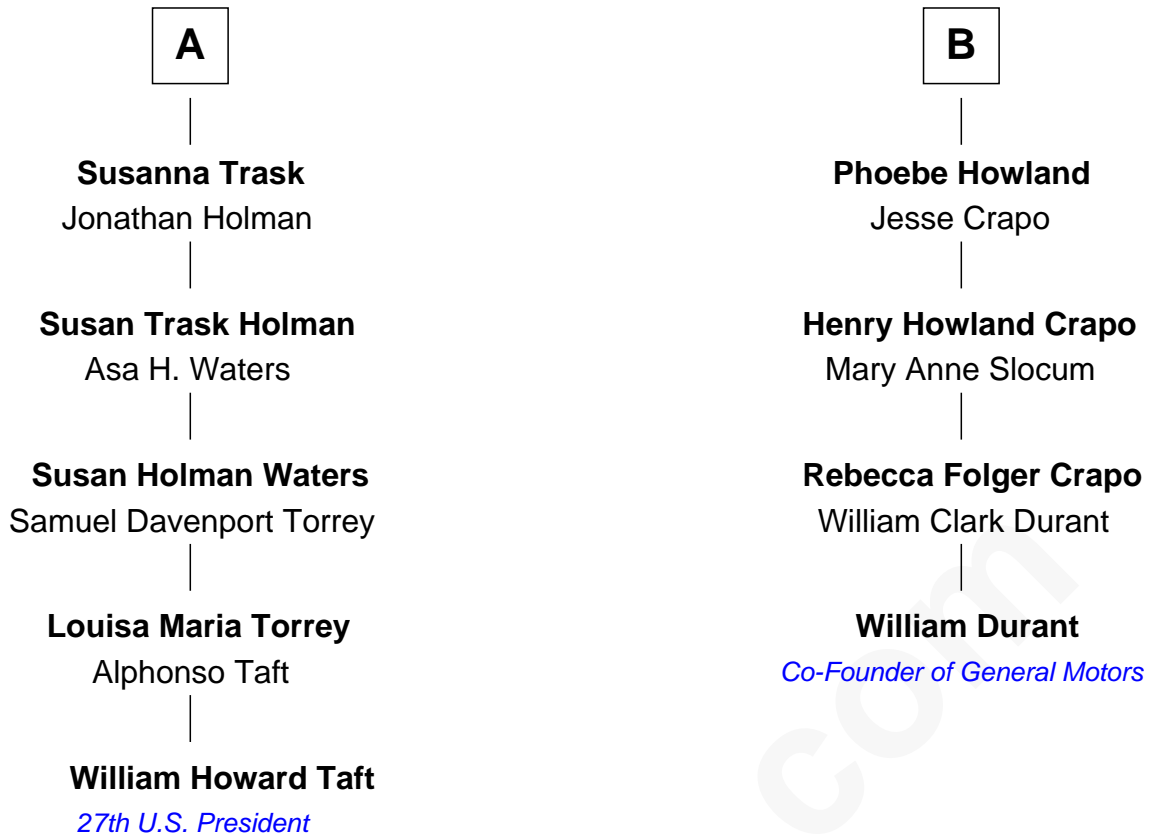 A
Susanna Trask
Jonathan Holman
Susan Trask Holman
Asa H. Waters
Susan Holman Waters
Samuel Davenport Torrey
Louisa Maria Torrey
Alphonso Taft
William Howard Taft
27th U.S. President
B
Phoebe Howland
Jesse Crapo
Henry Howland Crapo
Mary Anne Slocum
Rebecca Folger Crapo
William Clark Durant
William Durant
Co-Founder of General Motors
com